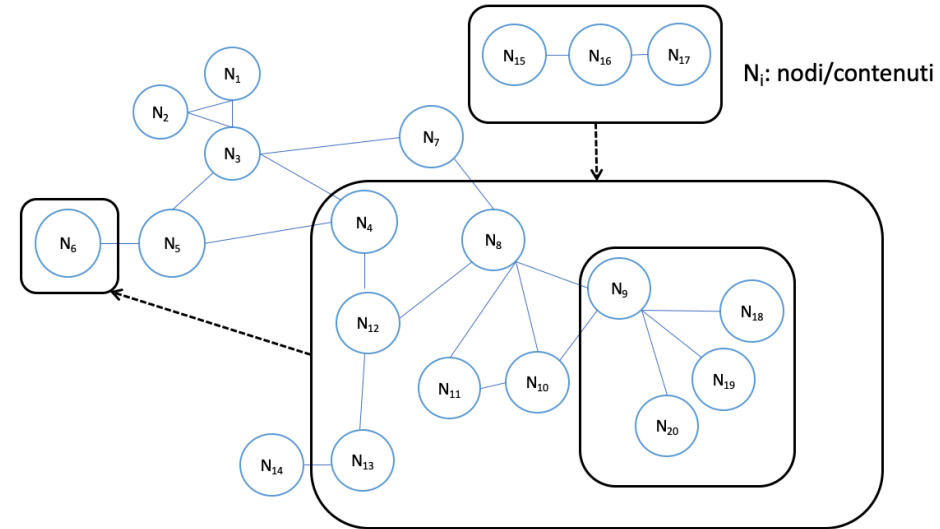 N₁₅ N₁₆ N₁₇
Nᵢ: nodi/contenuti
N₁
N₂
N₇
N₃
N₄
N₆ N₅ N₈
N₉
N₁₈
N₁₂
N₁₁ N₁₀ N₁₉
N₂₀
N₁₄ N₁₃